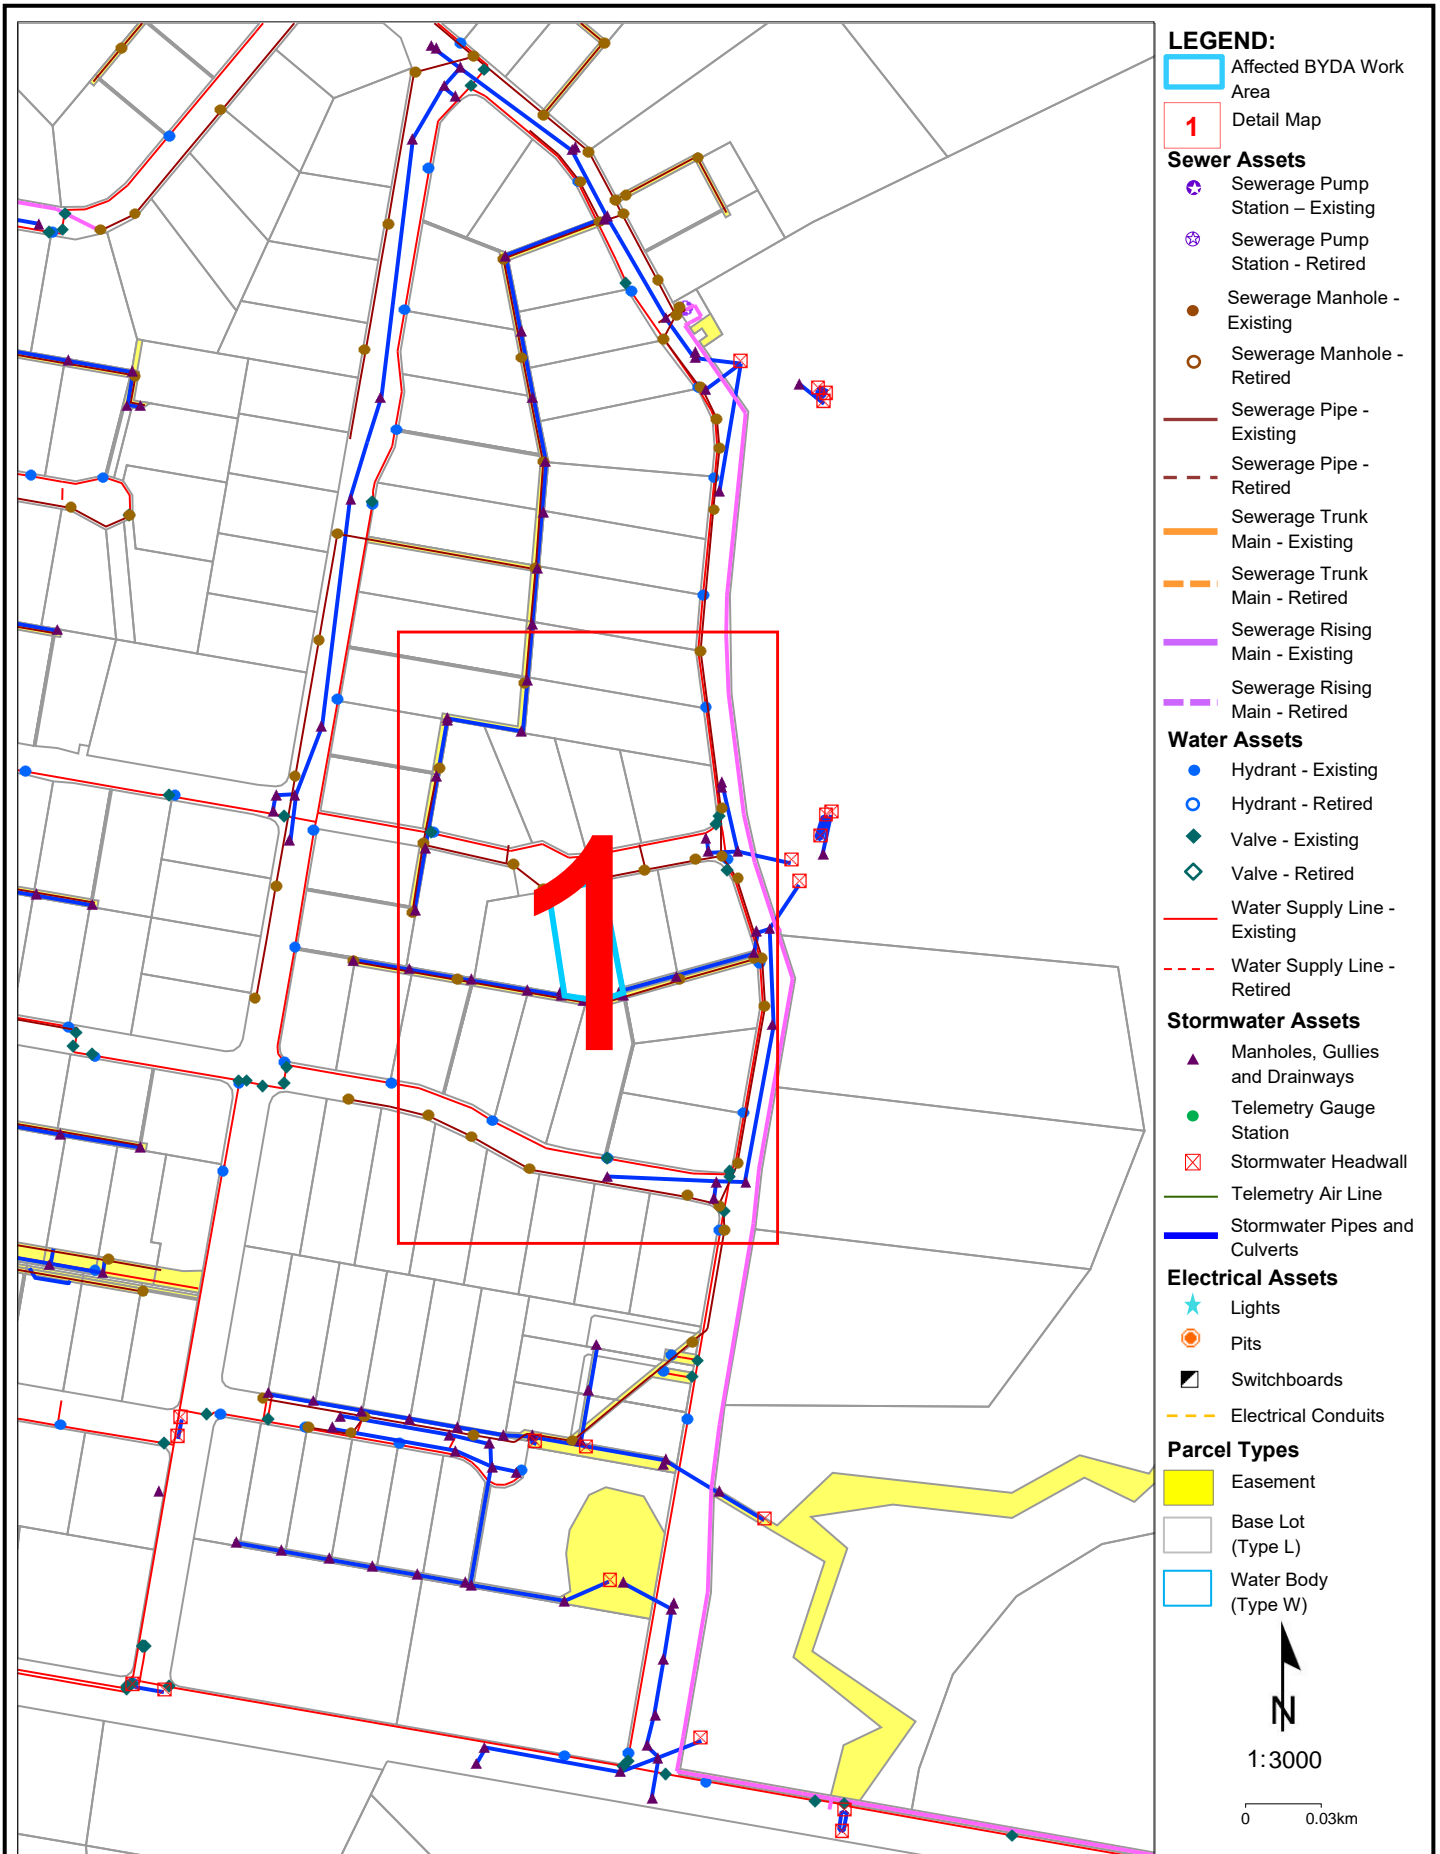 LEGEND:
Affected BYDA Work
Area
1
Detail Map
Sewer Assets
Sewerage Pump
Station – Existing
Sewerage Pump
Station - Retired
Sewerage Manhole -
Existing
Sewerage Manhole -
Retired
Sewerage Pipe -
Existing
Sewerage Pipe -
Retired
Sewerage Trunk
Main - Existing
Sewerage Trunk
Main - Retired
Sewerage Rising
Main - Existing
Sewerage Rising
Main - Retired
Water Assets
Hydrant - Existing
Hydrant - Retired
Valve - Existing
Valve - Retired
Water Supply Line -
Existing
Water Supply Line -
Retired
Stormwater Assets
Manholes, Gullies
and Drainways
Telemetry Gauge
Station
Stormwater Headwall
Telemetry Air Line
Stormwater Pipes and
Culverts
Electrical Assets
Lights
Pits
Switchboards
Electrical Conduits
Parcel Types
Easement
Base Lot
(Type L)
Water Body
(Type W)
N
1:3000
0 0.03km
1